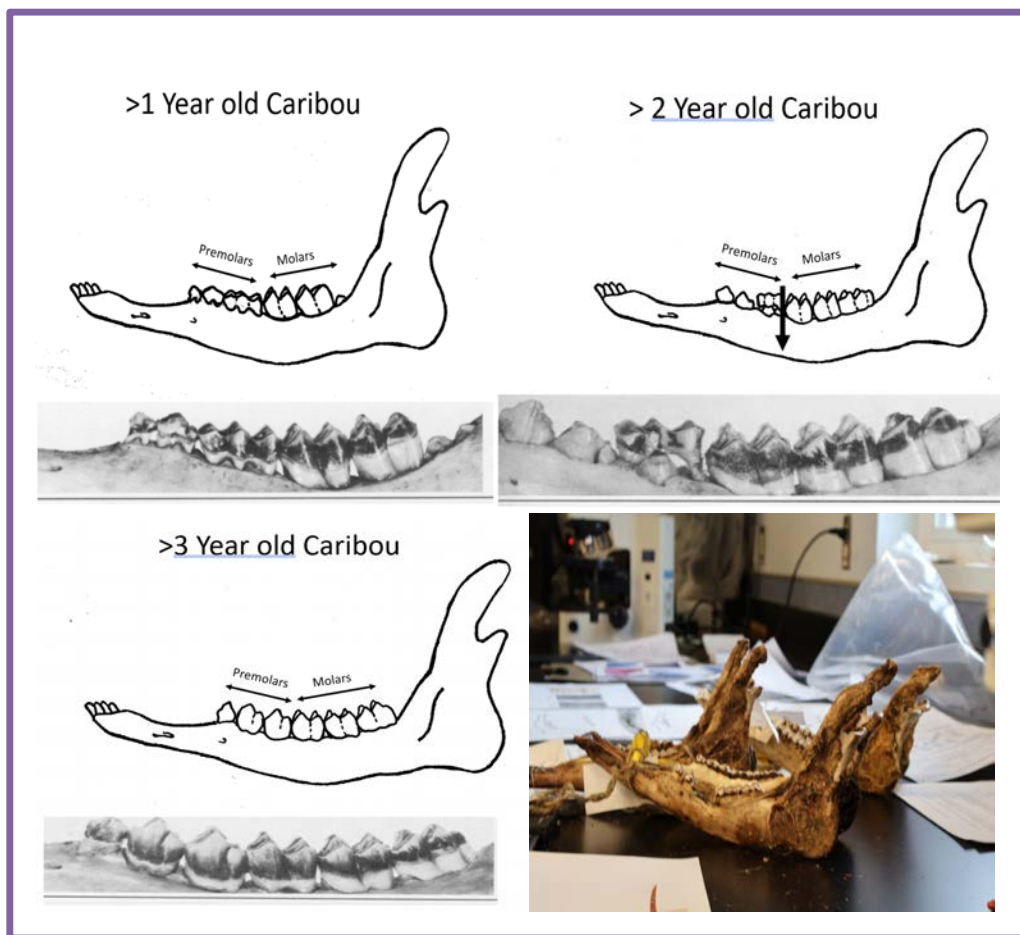 >1 Year old Caribou
> 2 Year old Caribou
Premolars
Molars
Premolars
Molars
>3 Year old Caribou
Premolars
Molars